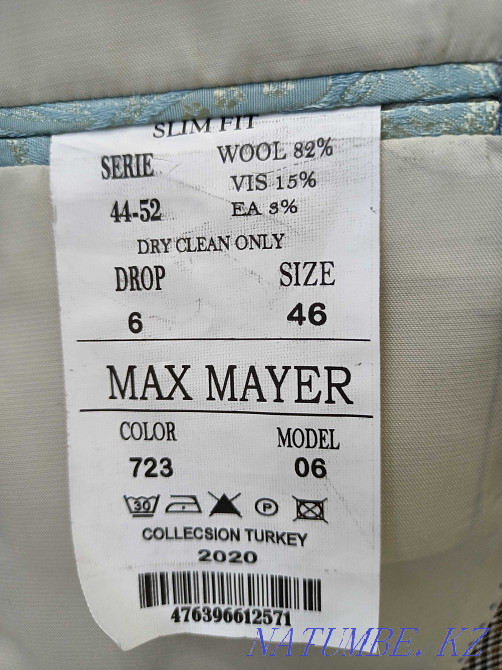 SLIM FIT
SERIE WOOL 82%
VIS 15%
44-52 EA 3%
DRY CLEAN ONLY
DROP SIZE
6 46
MAX MAYER
COLOR MODEL
723 06
30 P
COLLECSION TURKEY
2020
476396612571
NATUMBE.KZ